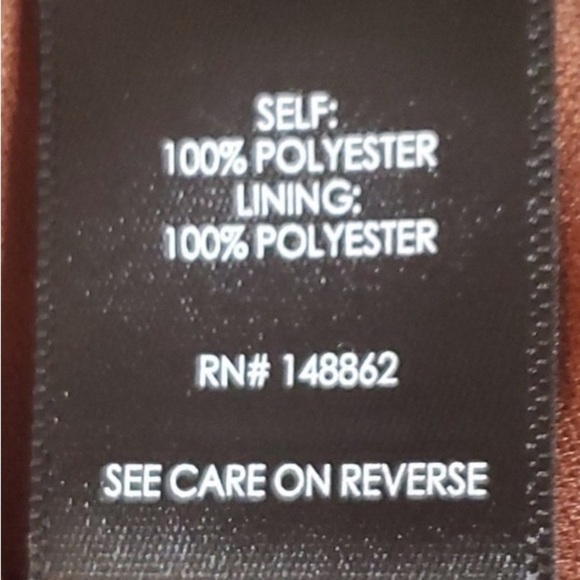 SELF:
100% POLYESTER
LINING:
100% POLYESTER
RN# 148862
SEE CARE ON REVERSE